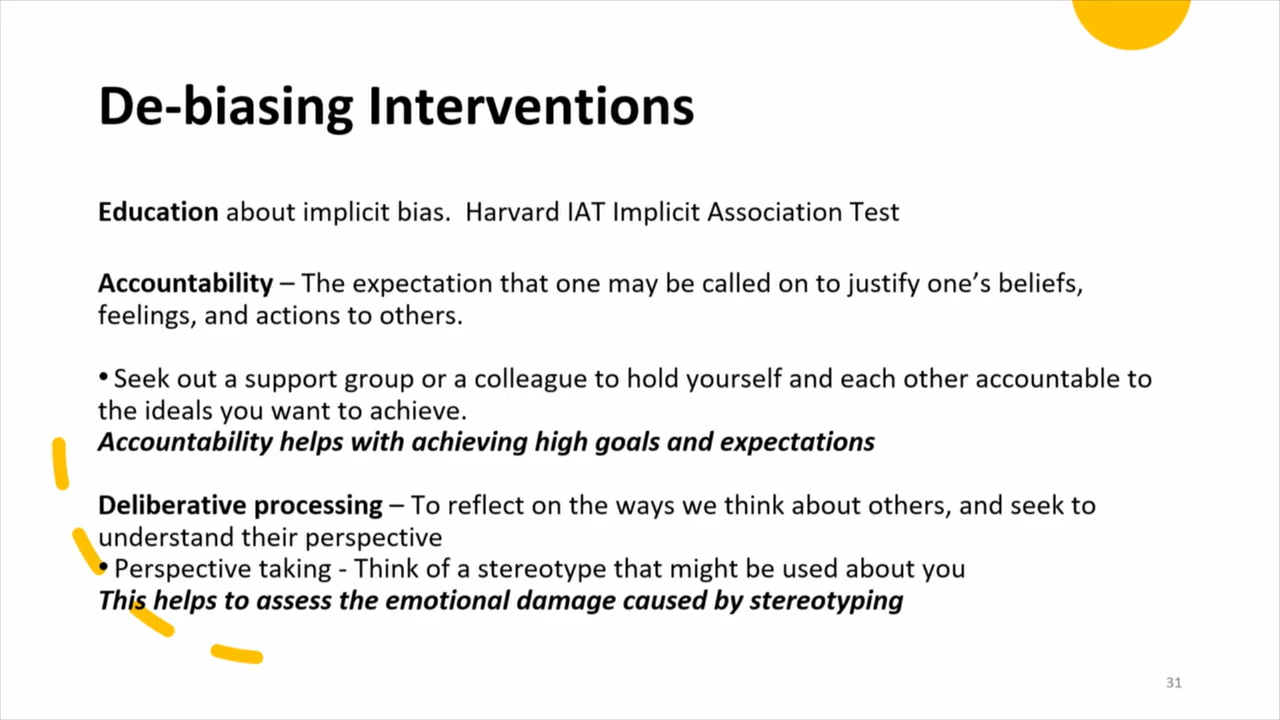 De-biasing Interventions
Education about implicit bias.  Harvard IAT Implicit Association Test
Accountability – The expectation that one may be called on to justify one’s beliefs,
feelings, and actions to others.
• Seek out a support group or a colleague to hold yourself and each other accountable to
the ideals you want to achieve.
Accountability helps with achieving high goals and expectations
Deliberative processing – To reflect on the ways we think about others, and seek to
understand their perspective
• Perspective taking - Think of a stereotype that might be used about you
This helps to assess the emotional damage caused by stereotyping
31